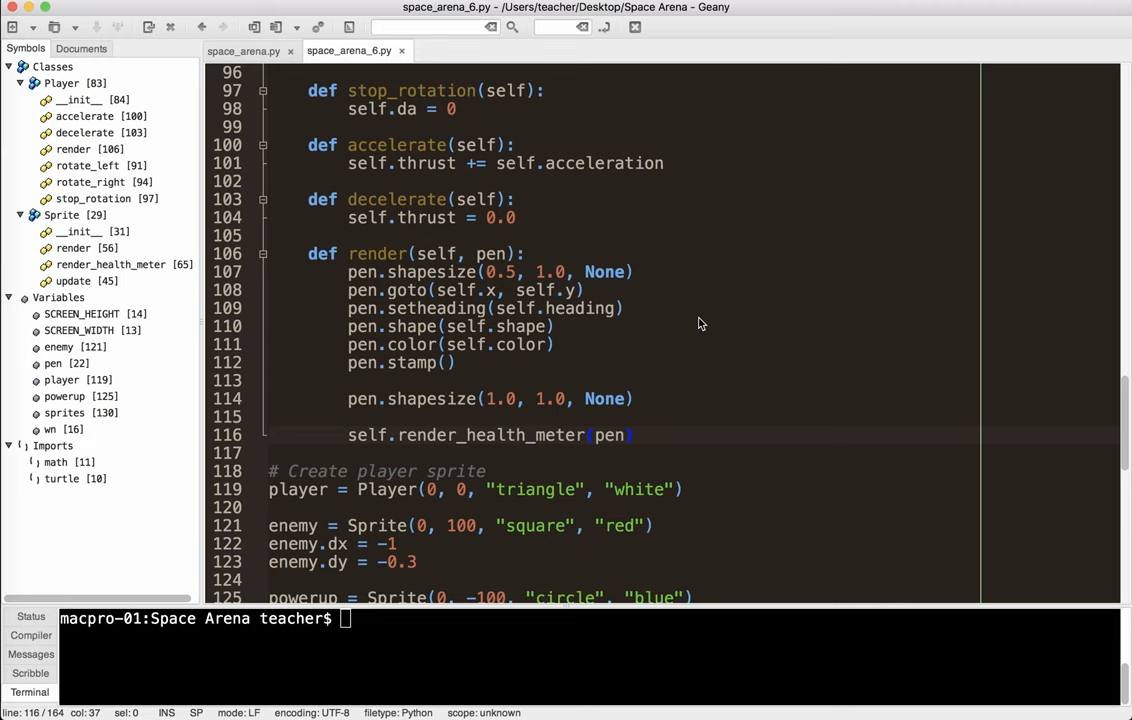 space_arena_6.py - /Users/teacher/Desktop/Space Arena - Geany
Symbols Documents
space_arena.py space_arena_6.py
Classes
Player [83]
__init__ [84]
accelerate [100]
decelerate [103]
render [106]
rotate_left [91]
rotate_right [94]
stop_rotation [97]
Sprite [29]
__init__ [31]
render [56]
render_health_meter [65]
update [45]
Variables
SCREEN_HEIGHT [14]
SCREEN_WIDTH [13]
enemy [121]
pen [22]
player [119]
powerup [125]
sprites [130]
wn [16]
Imports
math [11]
turtle [10]
96
97 def stop_rotation(self):
98 self.da = 0
99
100 def accelerate(self):
101 self.thrust += self.acceleration
102
103 def decelerate(self):
104 self.thrust = 0.0
105
106 def render(self, pen):
107 pen.shapesize(0.5, 1.0, None)
108 pen.goto(self.x, self.y)
109 pen.setheading(self.heading)
110 pen.shape(self.shape)
111 pen.color(self.color)
112 pen.stamp()
113
114 pen.shapesize(1.0, 1.0, None)
115
116 self.render_health_meter(pen)
117
118 # Create player sprite
119 player = Player(0, 0, "triangle", "white")
120
121 enemy = Sprite(0, 100, "square", "red")
122 enemy.dx = -1
123 enemy.dy = -0.3
124
125 powerup = Sprite(0, -100, "circle", "blue")
Status
Compiler
Messages
Scribble
Terminal
macpro-01:Space Arena teacher$
line: 116 / 164 col: 37 sel: 0 INS SP mode: LF encoding: UTF-8 filetype: Python scope: unknown